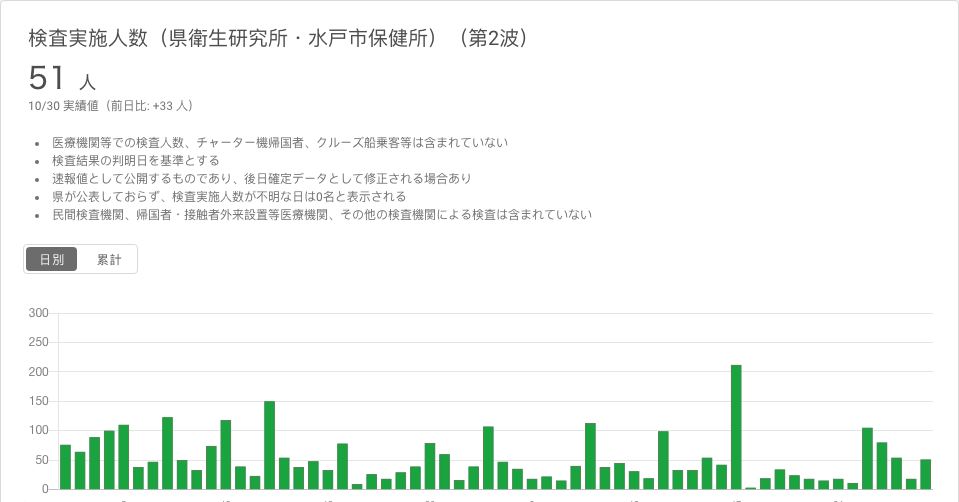 検査実施人数（県衛生研究所・水戸市保健所）（第2波）
51 人
10/30 実績値（前日比: +33 人）
• 医療機関等での検査人数、チャーター機帰国者、クルーズ船乗客等は含まれていない
• 検査結果の判明日を基準とする
• 速報値として公開するものであり、後日確定データとして修正される場合あり
• 県が公表しておらず、検査実施人数が不明な日は0名と表示される
• 民間検査機関、帰国者・接触者外来設置等医療機関、その他の検査機関による検査は含まれていない
日別 累計
300
250
200
150
100
50
0